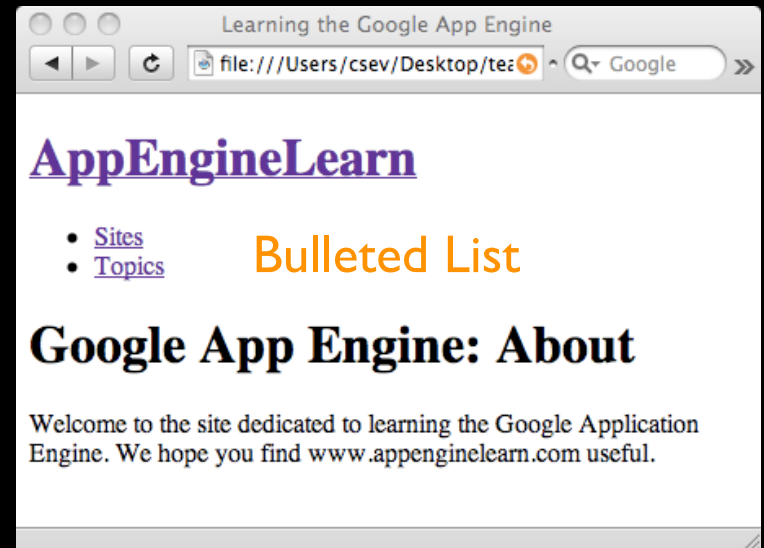 Learning the Google App Engine
file:///Users/csev/Desktop/tea
Google
AppEngineLearn
Sites
Topics
Bulleted List
Google App Engine: About
Welcome to the site dedicated to learning the Google Application
Engine. We hope you find www.appenginelearn.com useful.